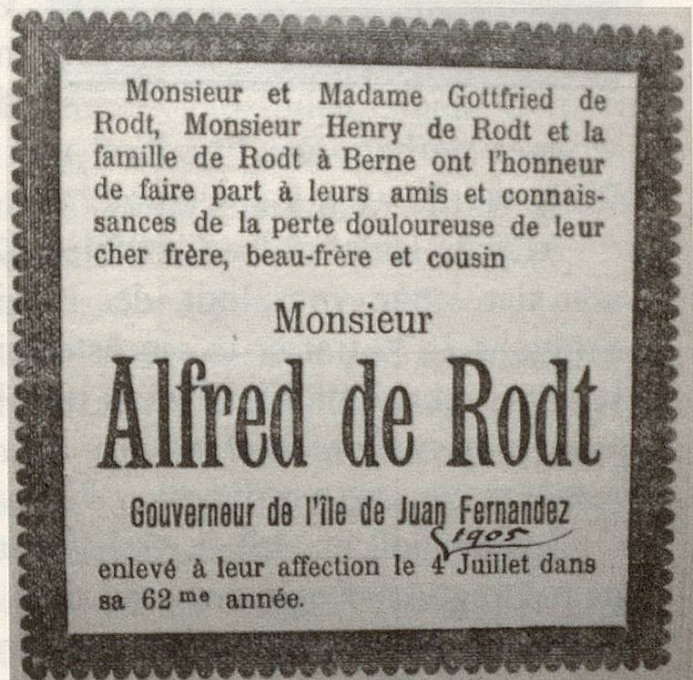 Monsieur et Madame Gottfried de
Rodt, Monsieur Henry de Rodt et la
famille de Rodt à Berne ont l'honneur
de faire part à leurs amis et connais-
sances de la perte douloureuse de leur
cher frère, beau-frère et cousin
Monsieur
Alfred de Rodt
Gouverneur de l'île de Juan Fernandez
1905
enlevé à leur affection le 4 Juillet dans
sa 62me année.